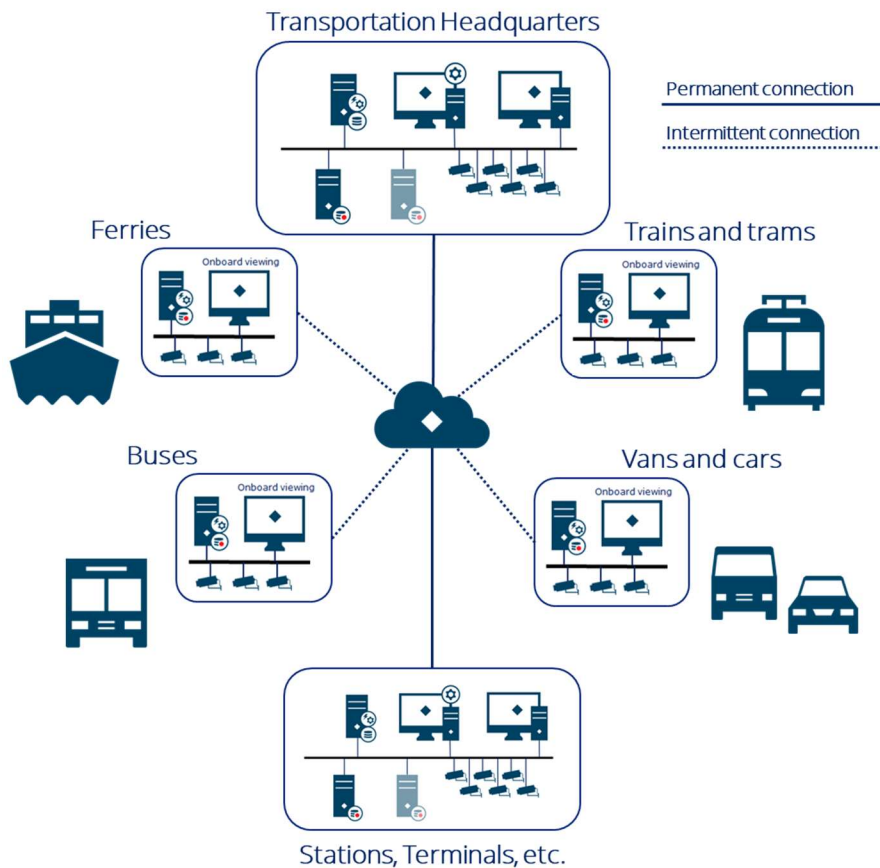 Transportation Headquarters
Permanent connection
Intermittent connection
Ferries
Onboard viewing
Trains and trams
Onboard viewing
Buses
Onboard viewing
Vans and cars
Onboard viewing
Stations, Terminals, etc.